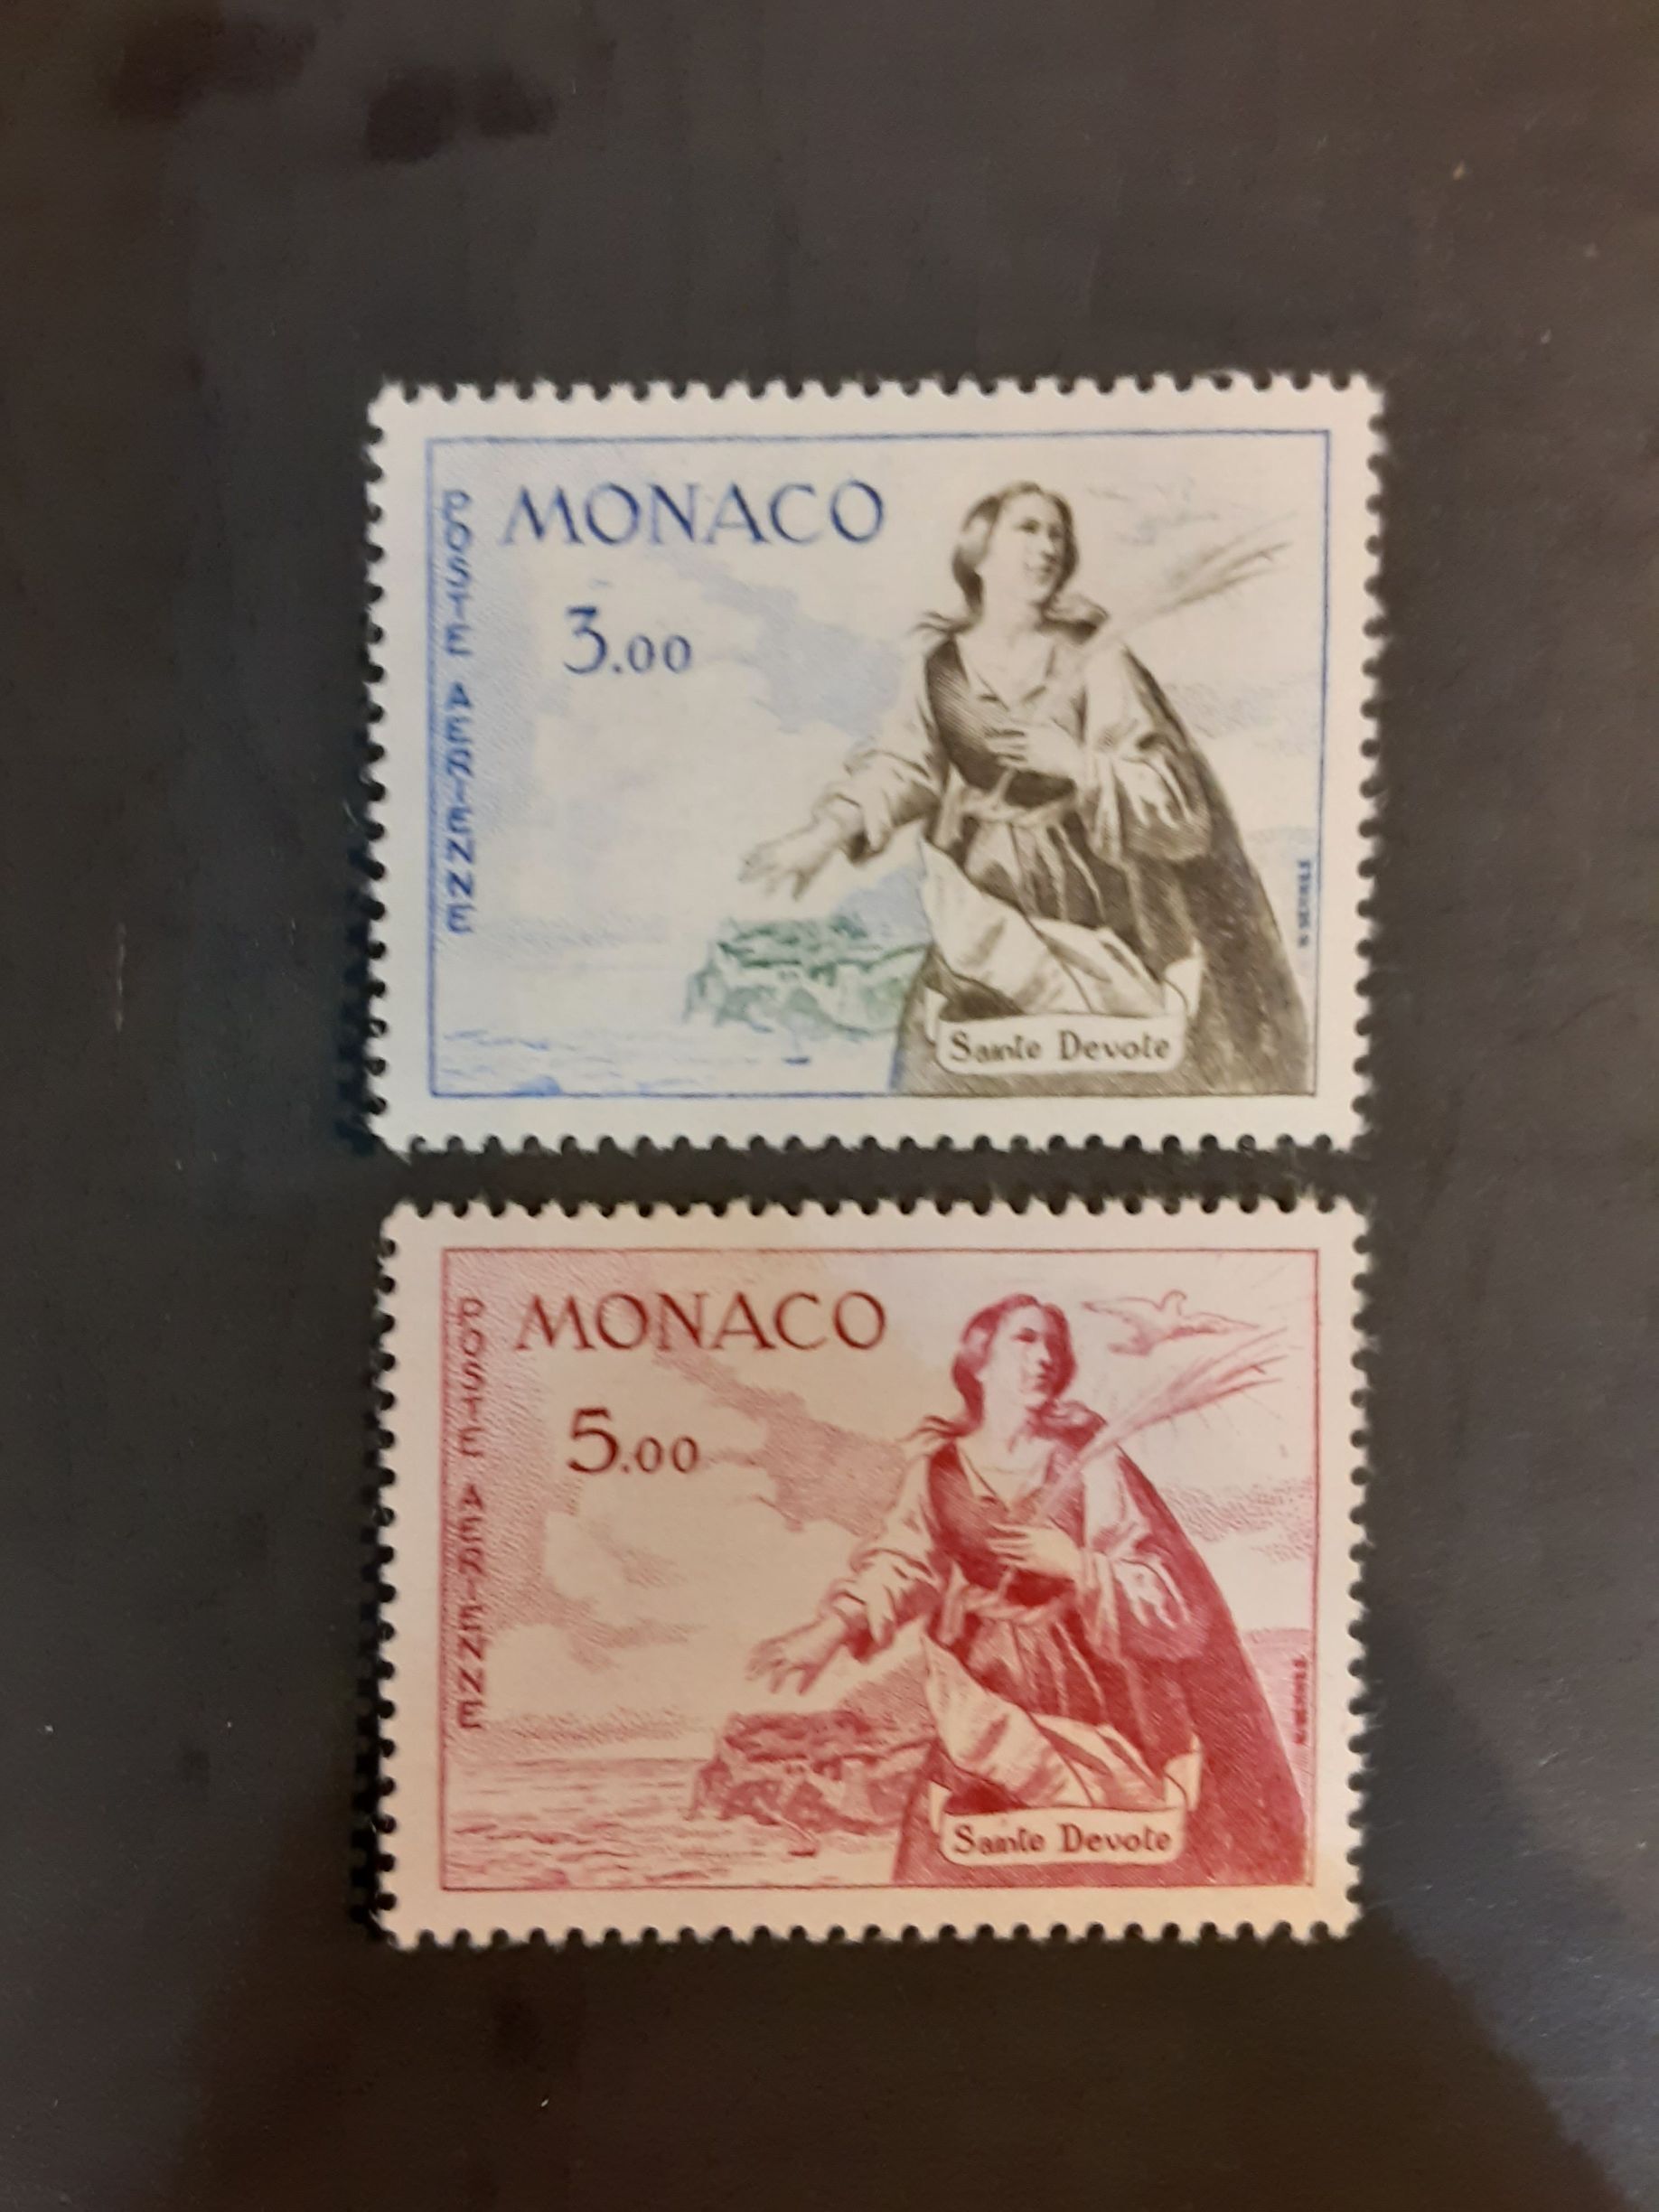 MONACO
3.00
POSTE AERIENNE
Sainte Devote
MONACO
5.00
POSTE AERIENNE
Sainte Devote